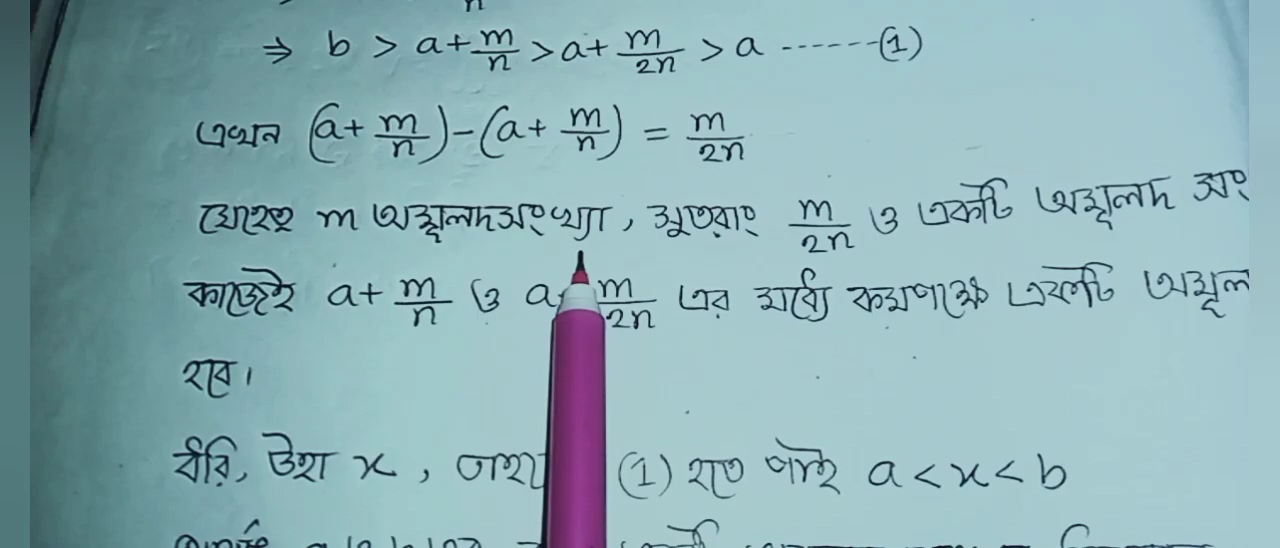 ⇒ b > a + m/n > a + m/2n > a ------(1)
এখন (a + m/n) - (a + m/n) = m/2n
যেহেতু m অমূলদসংখ্যা, সুতরাং m/2n ও একটি অমূলদ সং
কাজেই a + m/n ও a m/2n এর মধ্যে কমপক্ষে একটি অমূল
হবে।
ধরি, উহা x, (1) হতে পাই a < x < b